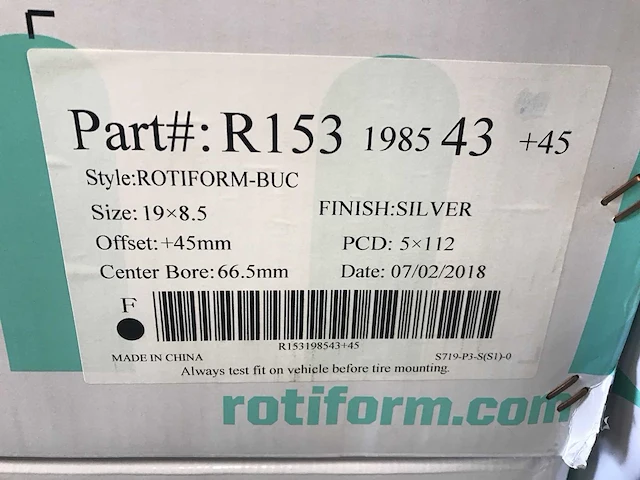 Part#: R153 1985 43 +45
Style:ROTIFORM-BUC
Size: 19×8.5 FINISH:SILVER
Offset:+45mm PCD: 5×112
Center Bore:66.5mm Date: 07/02/2018
F
R153198543+45
MADE IN CHINA S719-P3-S(S1)-0
Always test fit on vehicle before tire mounting.
rotiform.com